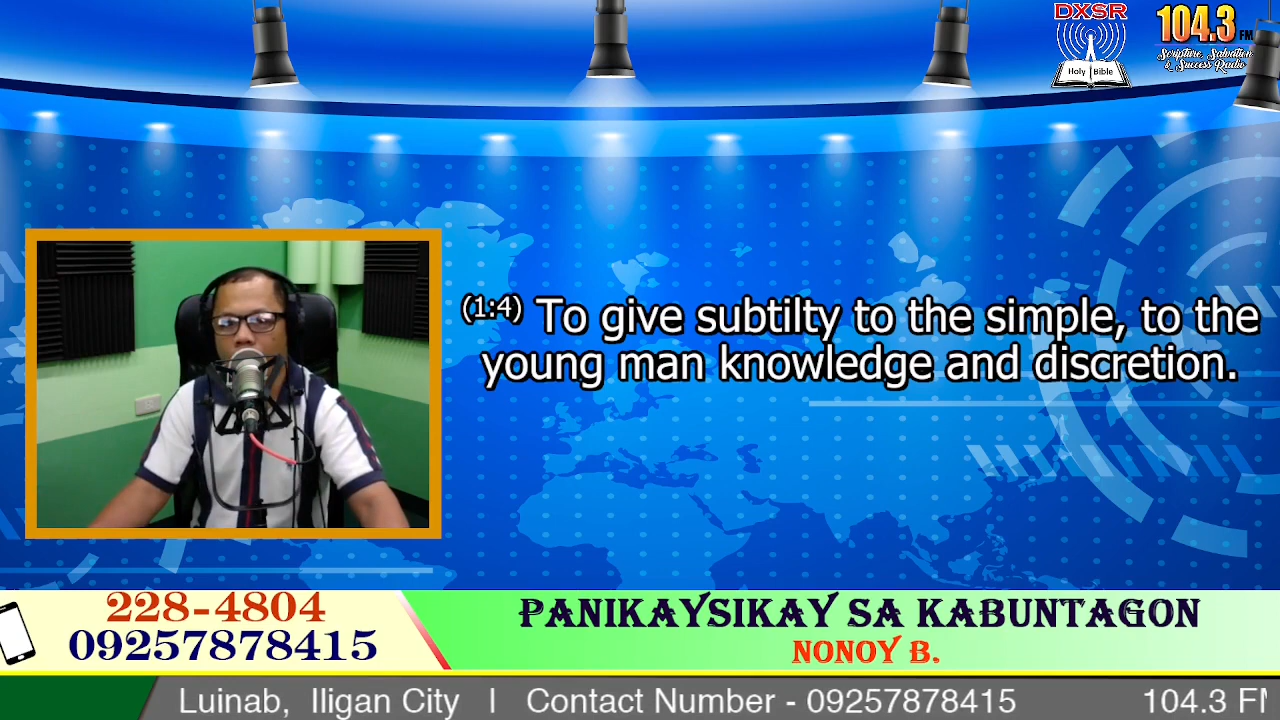 DXSR
Holy Bible
104.3 FM
Scripture, Salvation
& Success Radio
(1:4) To give subtilty to the simple, to the
young man knowledge and discretion.
228-4804
09257878415
PANIKAYSIKAY SA KABUNTAGON
NONOY B.
Luinab, Iligan City | Contact Number - 09257878415 104.3 FM